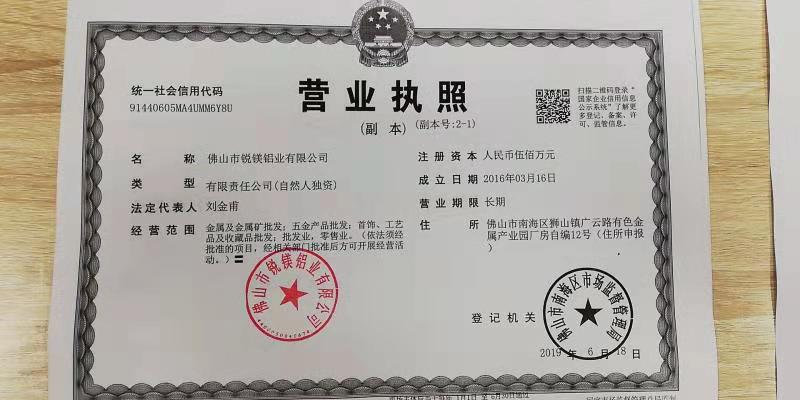 统一社会信用代码
91440605MA4UMM6Y8U
营业执照
(副 本)(副本号:2-1)
扫描二维码登录"
国家企业信用信息
公示系统"了解更
多登记、备案、许
可、监管信息。
名 称 佛山市锐镁铝业有限公司
类 型 有限责任公司(自然人独资)
法定代表人 刘金甫
经营范围 金属及金属矿批发;五金产品批发;首饰、工艺
品及收藏品批发;批发业,零售业。(依法须经
批准的项目,经相关部门批准后方可开展经营活
动。)〓
注册资本 人民币伍佰万元
成立日期 2016年03月16日
营业期限 长期
住 所 佛山市南海区狮山镇广云路有色金
属产业园厂房自编12号(住所申报
)
佛山市锐镁铝业有限公司
登记机关
佛山市南海区市场监督管理局
2019 年 6 月 18 日